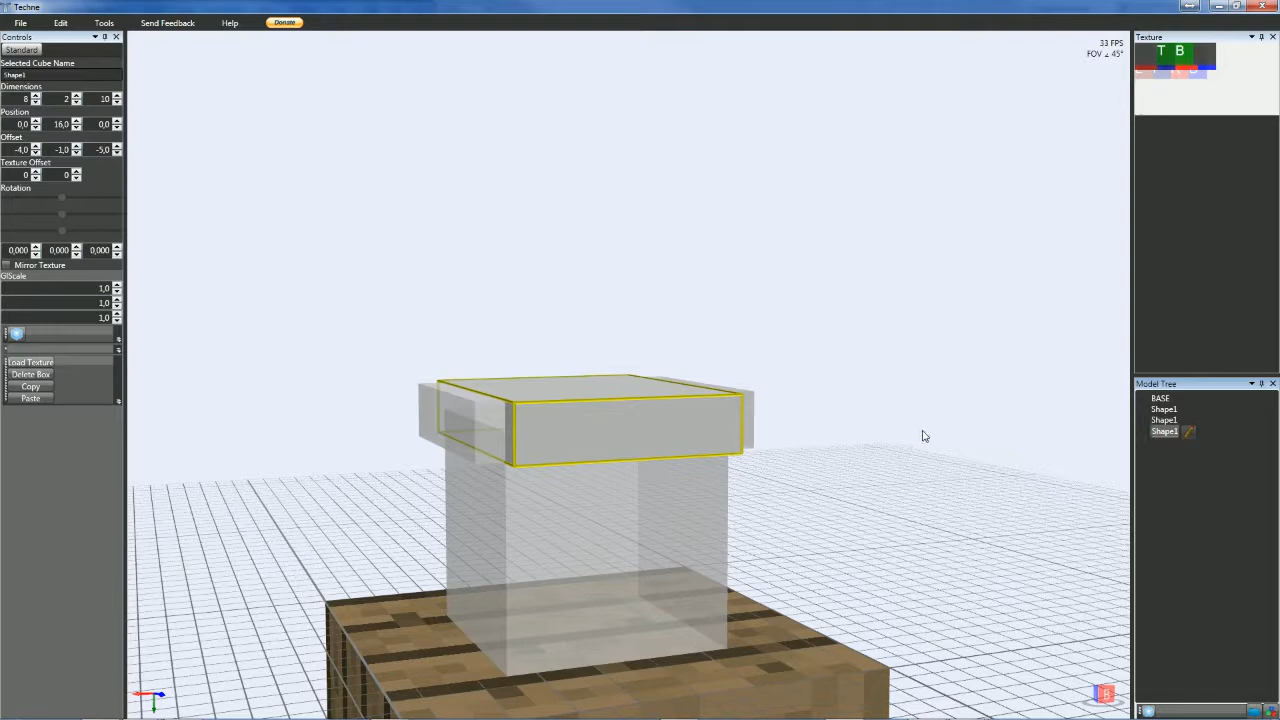 Techne
File Edit Tools Send Feedback Help Donate
Controls
Standard
Selected Cube Name
Shape1
Dimensions
8 2 10
Position
0,0 16,0 0,0
Offset
-4,0 -1,0 -5,0
Texture Offset
0 0
Rotation
0,000 0,000 0,000
Mirror Texture
GlScale
1,0
1,0
1,0
Load Texture
Delete Box
Copy
Paste
33 FPS
FOV ∠ 45°
Texture
T B
Model Tree
BASE
Shape1
Shape1
Shape1
B